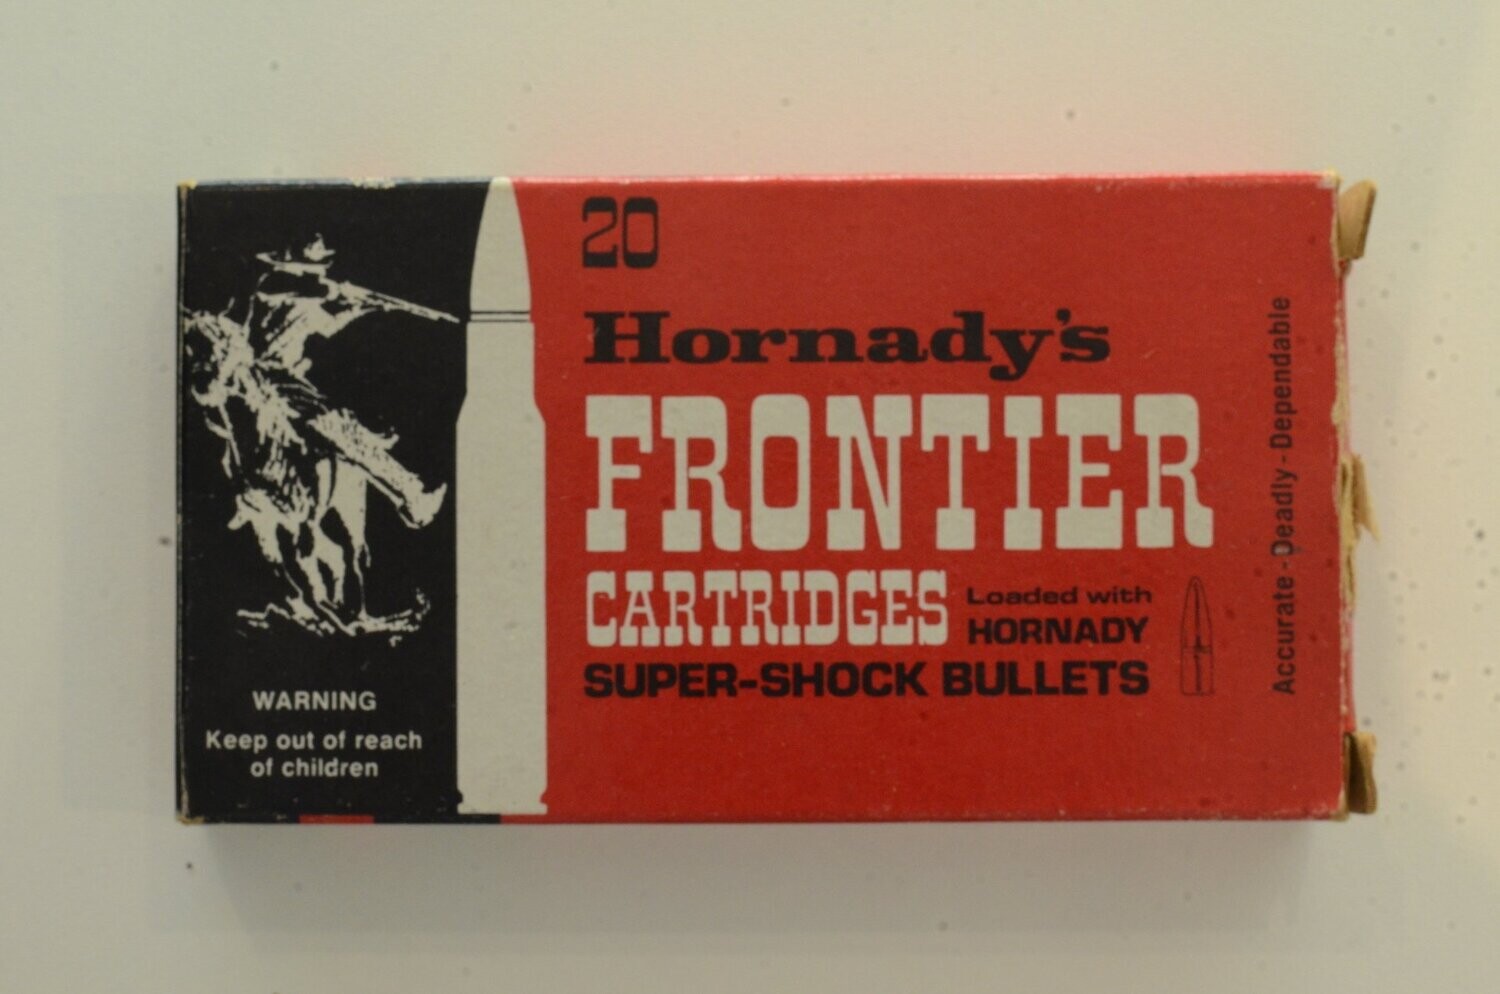 20
Hornady's
FRONTIER
CARTRIDGES
Loaded with
HORNADY
SUPER-SHOCK BULLETS
Accurate-Deadly-Dependable
WARNING
Keep out of reach
of children